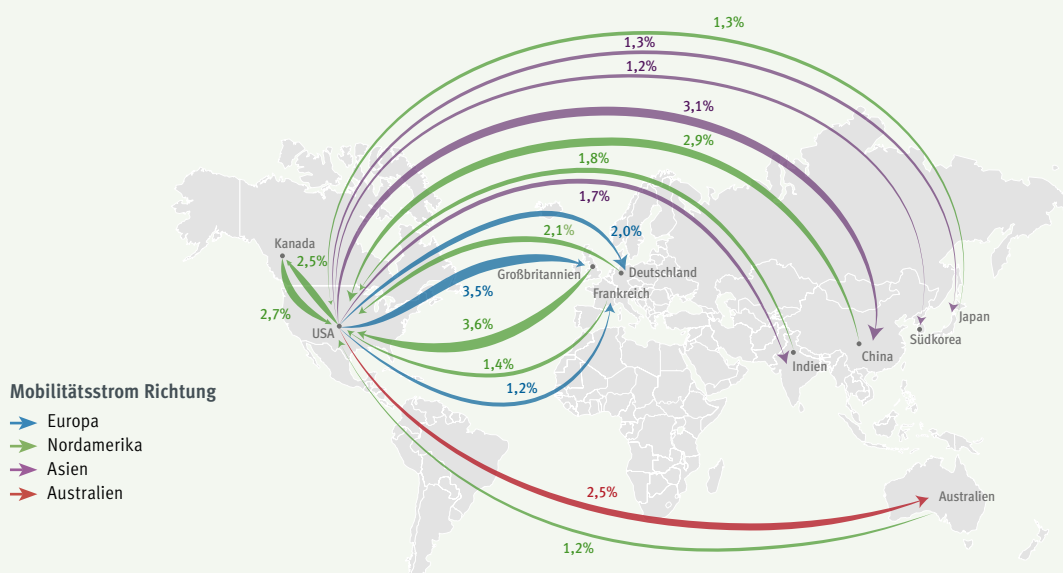 1,3%
1,3%
1,2%
3,1%
2,9%
1,8%
1,7%
2,1%
2,0%
Kanada
2,5%
Großbritannien
Deutschland
3,5%
Frankreich
2,7%
USA
3,6%
Japan
Südkorea
1,4%
China
Indien
1,2%
Mobilitätsstrom Richtung
Europa
Nordamerika
Asien
Australien
2,5%
Australien
1,2%